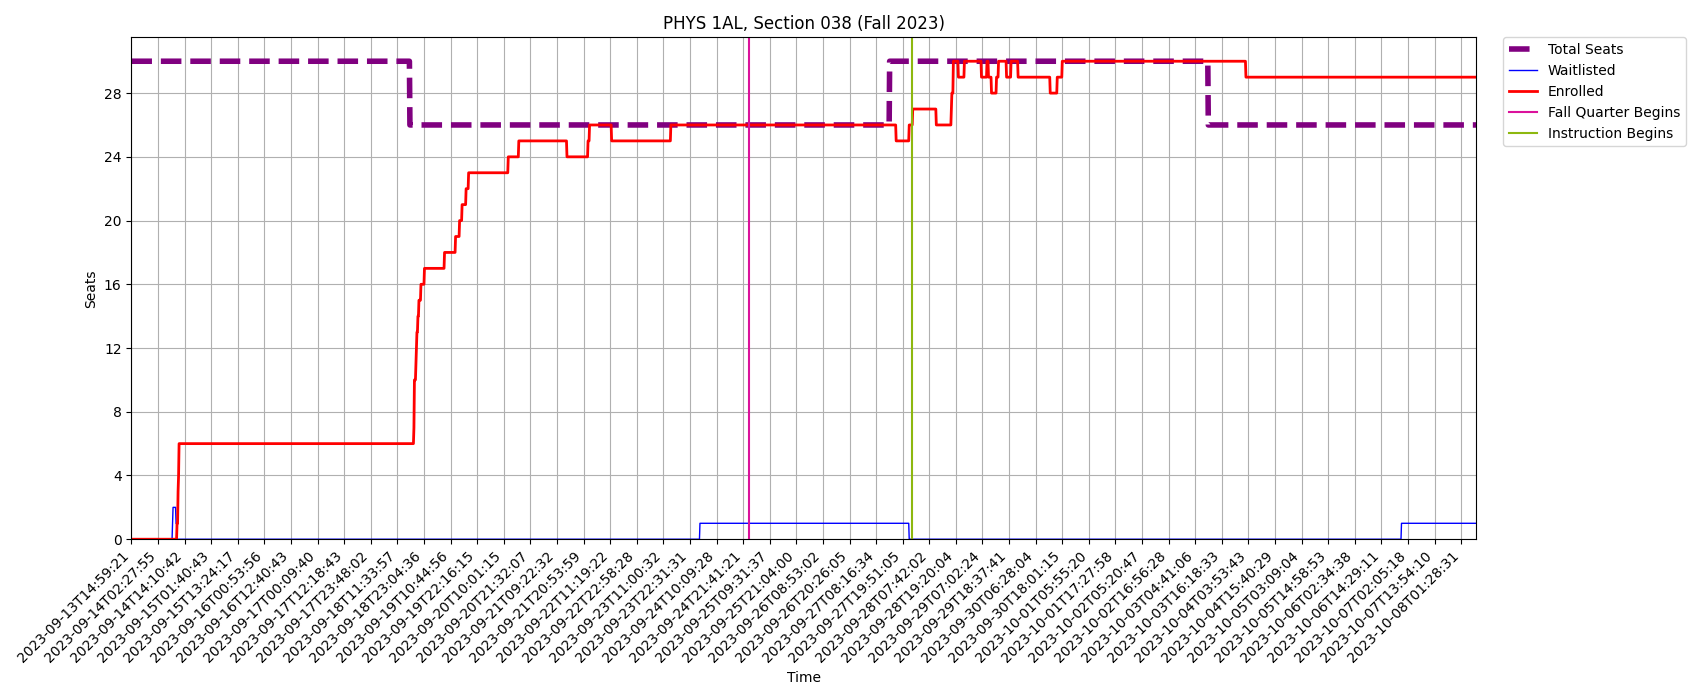 PHYS 1AL, Section 038 (Fall 2023)
Total Seats
Waitlisted
Enrolled
Fall Quarter Begins
Instruction Begins
Seats
28
24
20
16
12
8
4
0
2023-09-13T14:59:21
2023-09-14T02:27:55
2023-09-14T14:10:42
2023-09-15T01:40:43
2023-09-15T13:24:17
2023-09-16T00:53:56
2023-09-16T12:40:43
2023-09-17T00:09:40
2023-09-17T12:18:43
2023-09-17T23:48:02
2023-09-18T11:33:57
2023-09-18T23:04:36
2023-09-19T10:44:56
2023-09-19T22:16:15
2023-09-20T10:01:15
2023-09-20T21:32:07
2023-09-21T09:22:32
2023-09-21T20:53:59
2023-09-22T11:19:22
2023-09-22T22:58:28
2023-09-23T11:00:32
2023-09-23T22:31:31
2023-09-24T10:09:28
2023-09-24T21:41:21
2023-09-25T09:31:37
2023-09-25T21:04:00
2023-09-26T08:53:02
2023-09-26T20:26:05
2023-09-27T08:16:34
2023-09-27T19:51:05
2023-09-28T07:42:02
2023-09-28T19:20:04
2023-09-29T07:02:24
2023-09-29T18:37:41
2023-09-30T06:28:04
2023-09-30T18:01:15
2023-10-01T05:55:20
2023-10-01T17:27:58
2023-10-02T05:20:47
2023-10-02T16:56:28
2023-10-03T04:41:06
2023-10-03T16:18:33
2023-10-04T03:53:43
2023-10-04T15:40:29
2023-10-05T03:09:04
2023-10-05T14:58:53
2023-10-06T02:34:38
2023-10-06T14:29:11
2023-10-07T02:05:18
2023-10-07T13:54:10
2023-10-08T01:28:31
Time